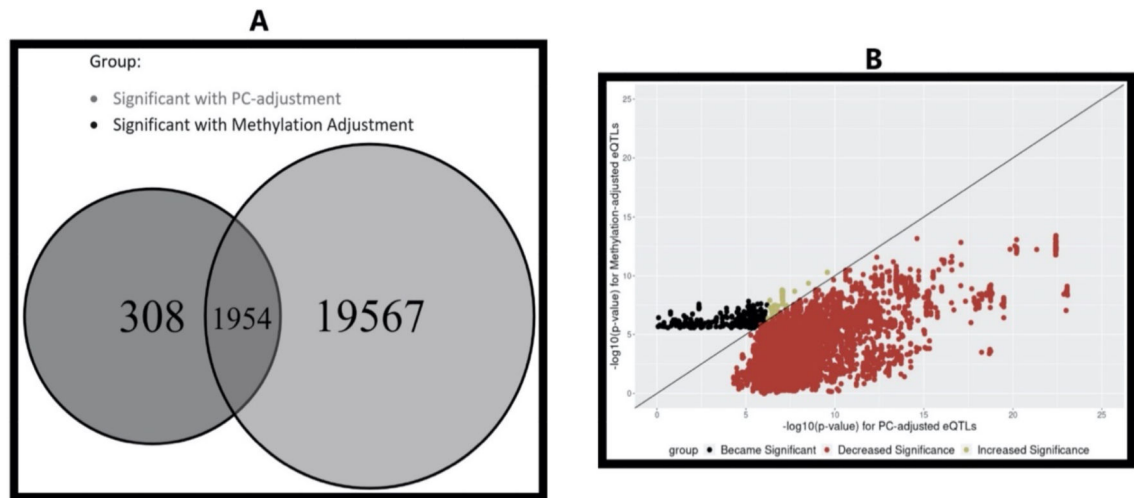 A
Group:
Significant with PC-adjustment
Significant with Methylation Adjustment
308
1954
19567
B
25
20
15
10
5
0
-log10(p-value) for Methylation-adjusted eQTLs
0
5
10
15
20
25
-log10(p-value) for PC-adjusted eQTLs
group
Became Significant
Decreased Significance
Increased Significance